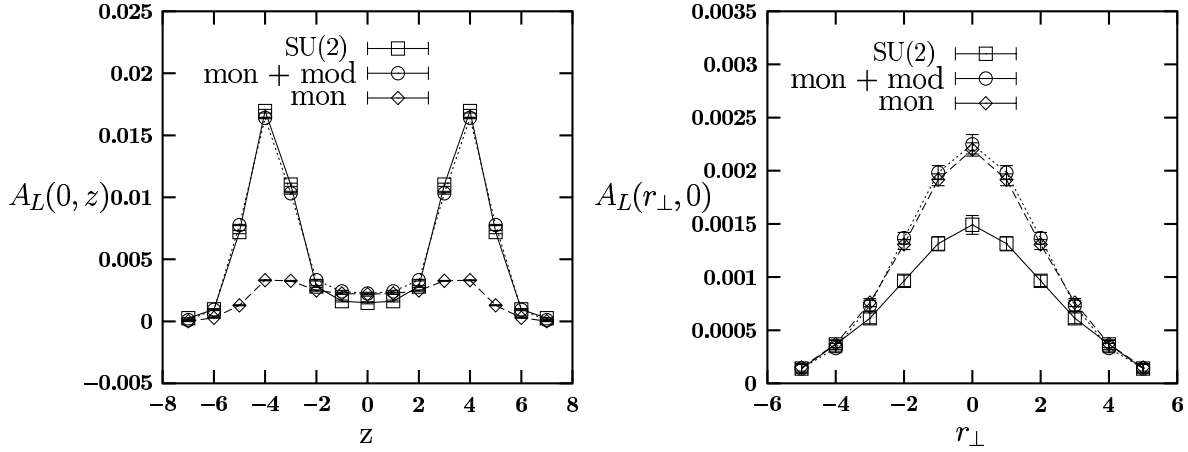 0.025
0.02
0.015
0.01
0.005
0
−0.005
A_L(0, z)
SU(2)
mon + mod
mon
−8 −6 −4 −2 0 2 4 6 8
z
0.0035
0.003
0.0025
0.002
0.0015
0.001
0.0005
0
A_L(r_⊥, 0)
SU(2)
mon + mod
mon
−6 −4 −2 0 2 4 6
r_⊥